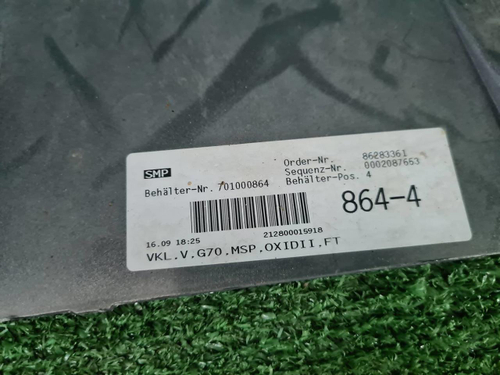 SMP
Order-Nr. 86283361
Sequenz-Nr. 0002087653
Behälter-Nr. 701000864 Behälter-Pos. 4
864-4
212800015918
16.09 18:25
VKL.V.G70.MSP.OXIDII.FT